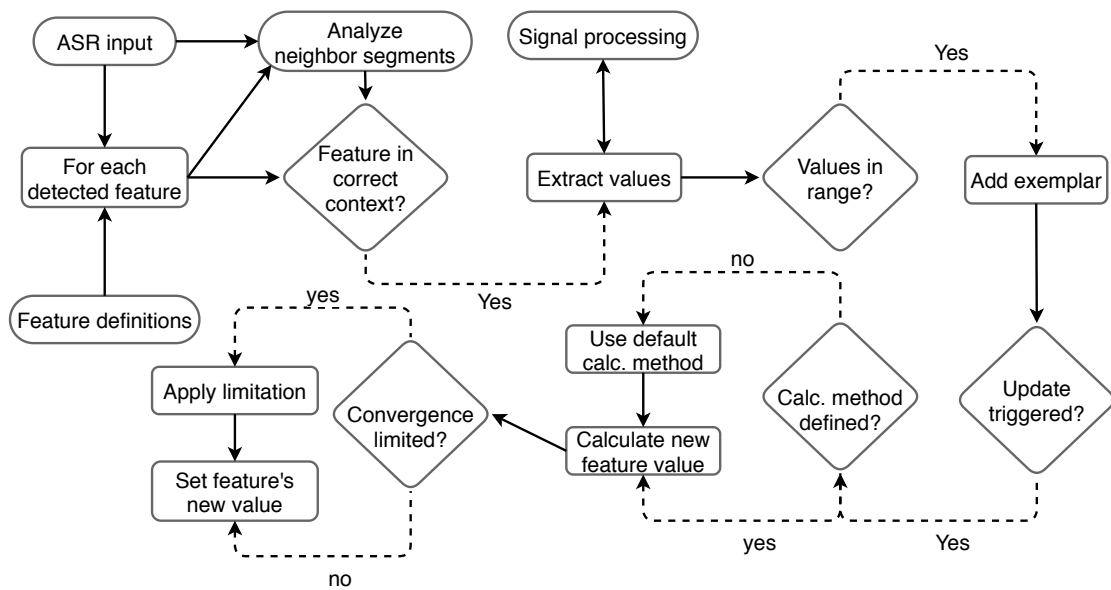 ASR input
Analyze
neighbor segments
Signal processing
Yes
For each
detected feature
Feature in
correct
context?
Extract values
Values in
range?
Add exemplar
Feature definitions
Yes
no
yes
Use default
calc. method
Apply limitation
Convergence
limited?
Calc. method
defined?
Update
triggered?
Calculate new
feature value
Set feature's
new value
yes
Yes
no